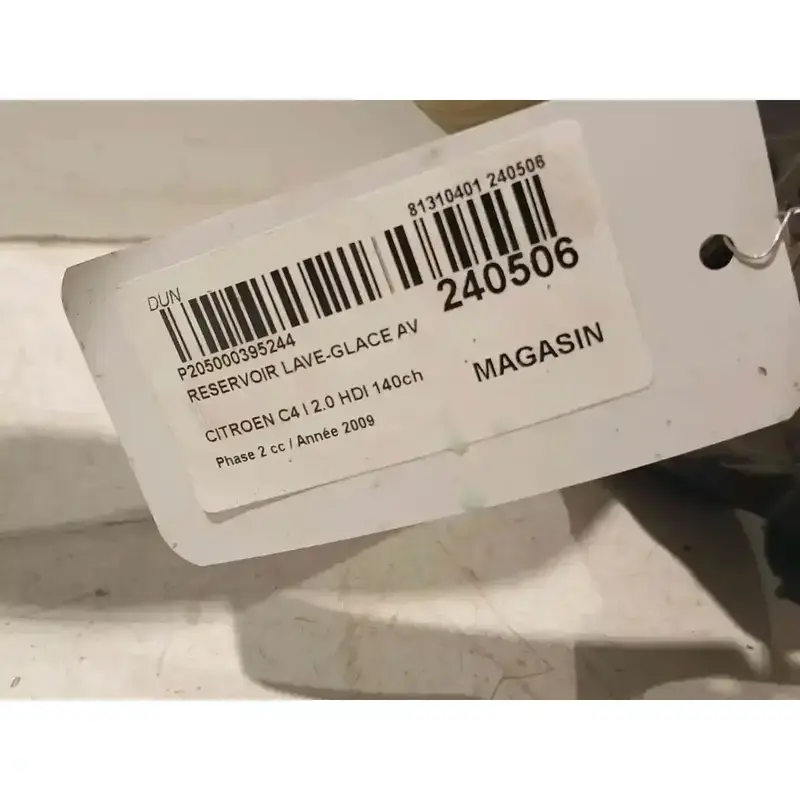 DUN
81310401 240506
P205000395244
240506
RESERVOIR LAVE-GLACE AV
MAGASIN
CITROEN C4 I 2.0 HDI 140ch
Phase 2 cc / Année 2009